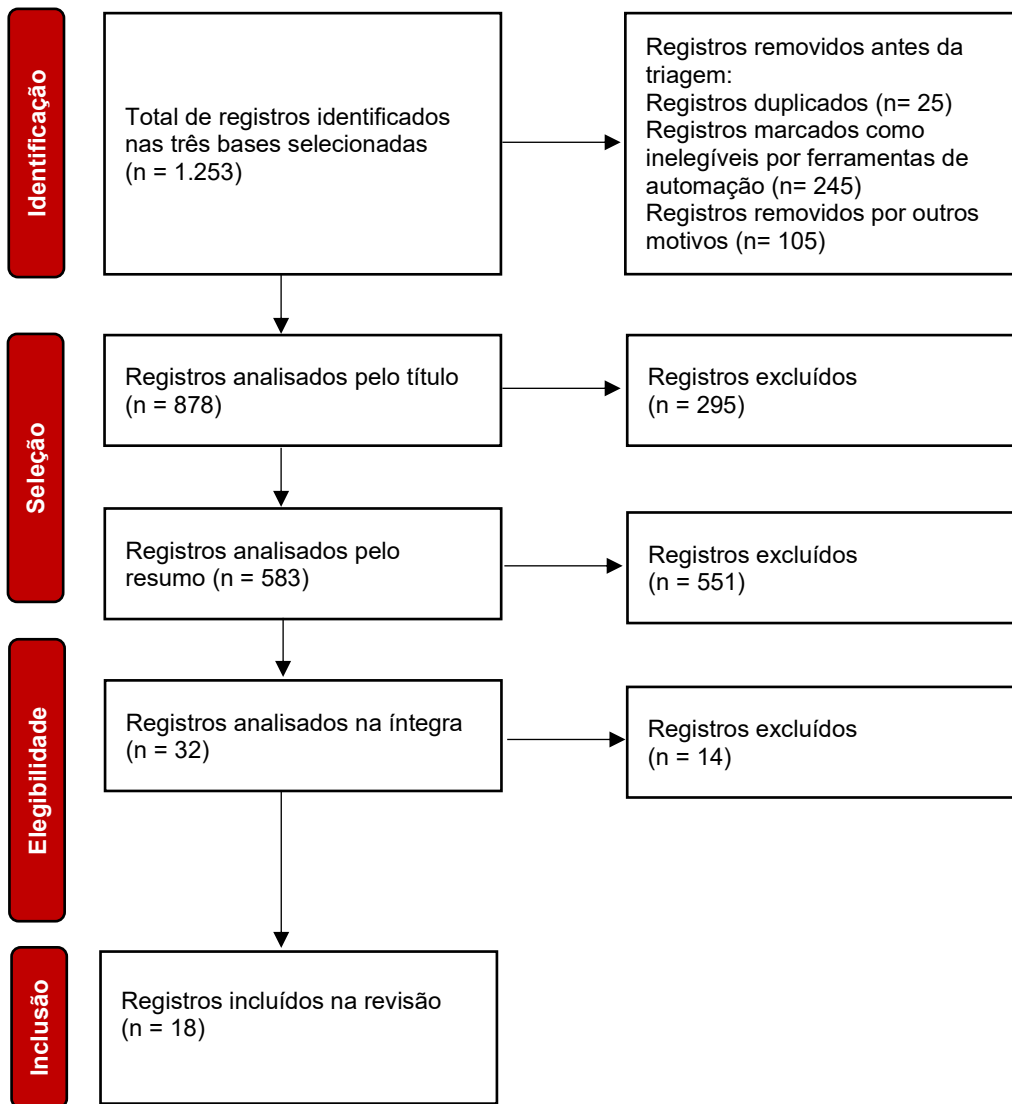 Identificação
Total de registros identificados
nas três bases selecionadas
(n = 1.253)
Registros removidos antes da
triagem:
Registros duplicados (n= 25)
Registros marcados como
inelegíveis por ferramentas de
automação (n= 245)
Registros removidos por outros
motivos (n= 105)
Seleção
Registros analisados pelo título
(n = 878)
Registros excluídos
(n = 295)
Registros analisados pelo
resumo (n = 583)
Registros excluídos
(n = 551)
Elegibilidade
Registros analisados na íntegra
(n = 32)
Registros excluídos
(n = 14)
Inclusão
Registros incluídos na revisão
(n = 18)